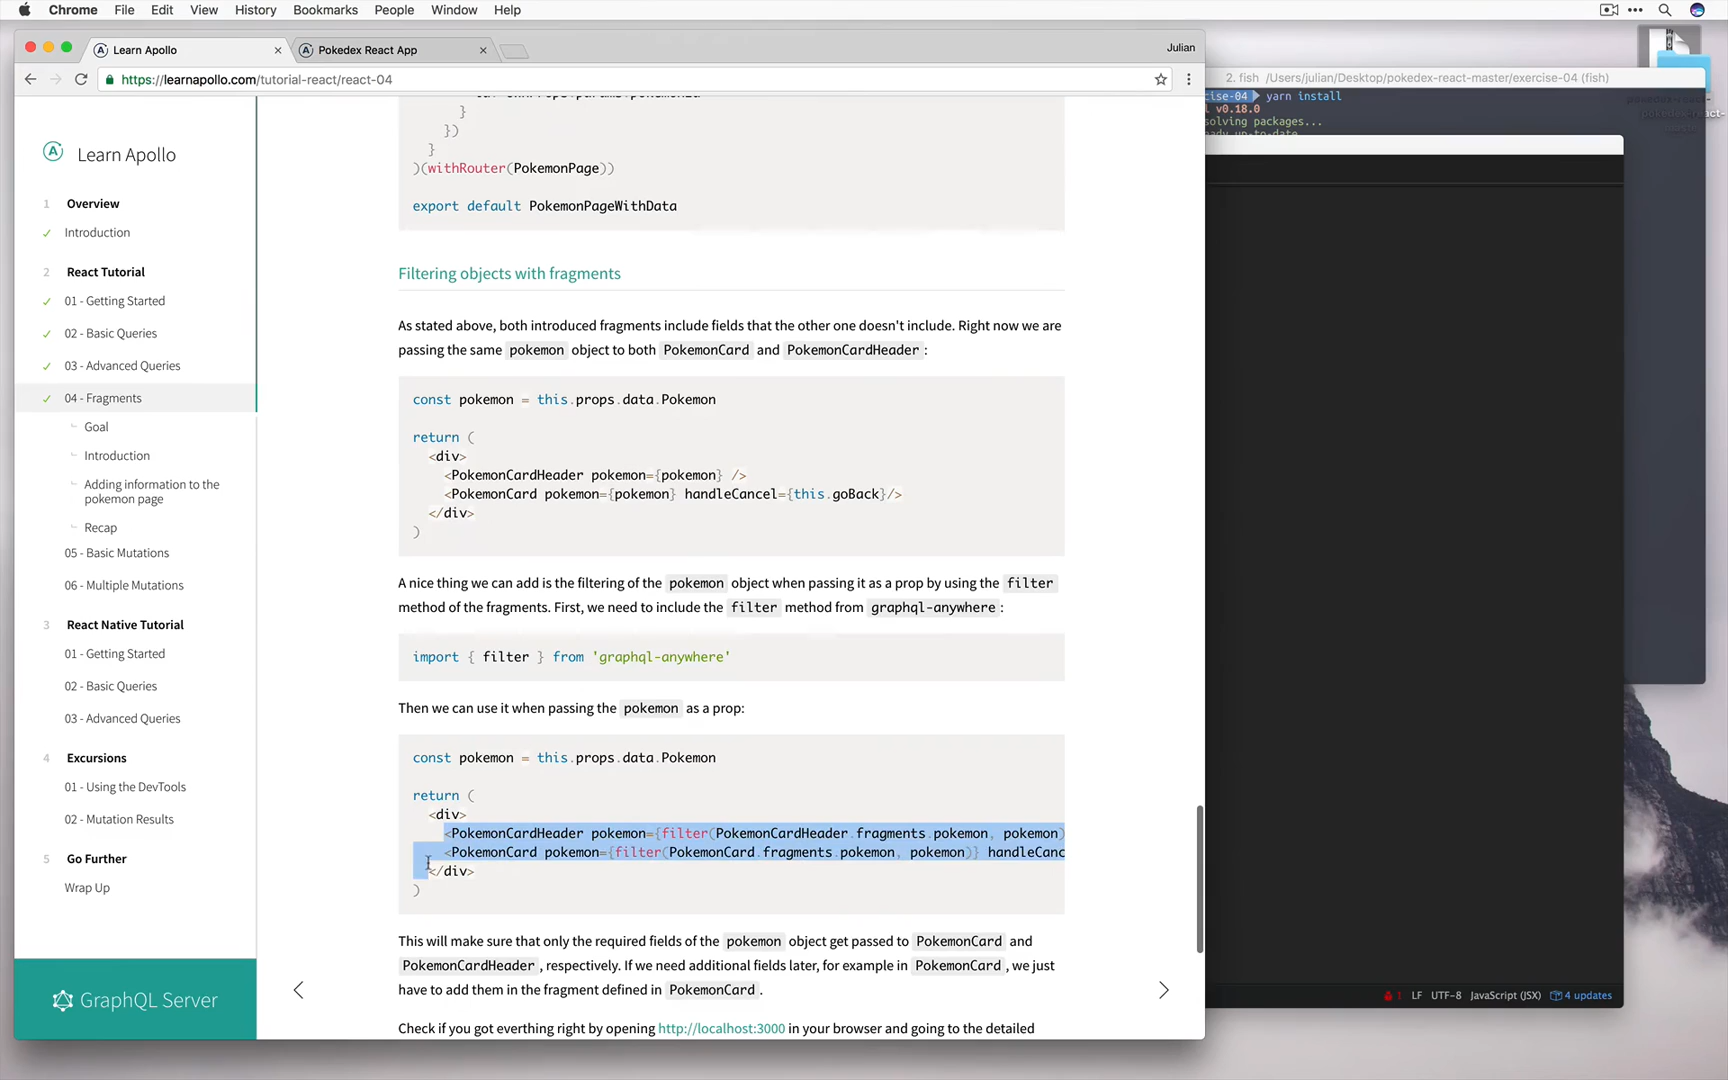 Chrome File Edit View History Bookmarks People Window Help
Learn Apollo
Pokedex React App
Julian
https://learnapollo.com/tutorial-react/react-04
2. fish /Users/julian/Desktop/pokedex-react-master/exercise-04 (fish)
cise-04 yarn install
l v0.18.0
solving packages...
Learn Apollo
1 Overview
Introduction
2 React Tutorial
01 - Getting Started
02 - Basic Queries
03 - Advanced Queries
04 - Fragments
Goal
Introduction
Adding information to the
pokemon page
Recap
05 - Basic Mutations
06 - Multiple Mutations
3 React Native Tutorial
01 - Getting Started
02 - Basic Queries
03 - Advanced Queries
4 Excursions
01 - Using the DevTools
02 - Mutation Results
5 Go Further
Wrap Up
GraphQL Server
}
})
}
)(withRouter(PokemonPage))
export default PokemonPageWithData
Filtering objects with fragments
As stated above, both introduced fragments include fields that the other one doesn't include. Right now we are
passing the same pokemon object to both PokemonCard and PokemonCardHeader :
const pokemon = this.props.data.Pokemon
return (
<div>
<PokemonCardHeader pokemon={pokemon} />
<PokemonCard pokemon={pokemon} handleCancel={this.goBack}/>
</div>
)
A nice thing we can add is the filtering of the pokemon object when passing it as a prop by using the filter
method of the fragments. First, we need to include the filter method from graphql-anywhere :
import { filter } from 'graphql-anywhere'
Then we can use it when passing the pokemon as a prop:
const pokemon = this.props.data.Pokemon
return (
<div>
<PokemonCardHeader pokemon={filter(PokemonCardHeader.fragments.pokemon, pokemon)
<PokemonCard pokemon={filter(PokemonCard.fragments.pokemon, pokemon)} handleCanc
</div>
)
This will make sure that only the required fields of the pokemon object get passed to PokemonCard and
PokemonCardHeader , respectively. If we need additional fields later, for example in PokemonCard , we just
have to add them in the fragment defined in PokemonCard .
Check if you got everthing right by opening http://localhost:3000 in your browser and going to the detailed
1 LF UTF-8 JavaScript (JSX) 4 updates